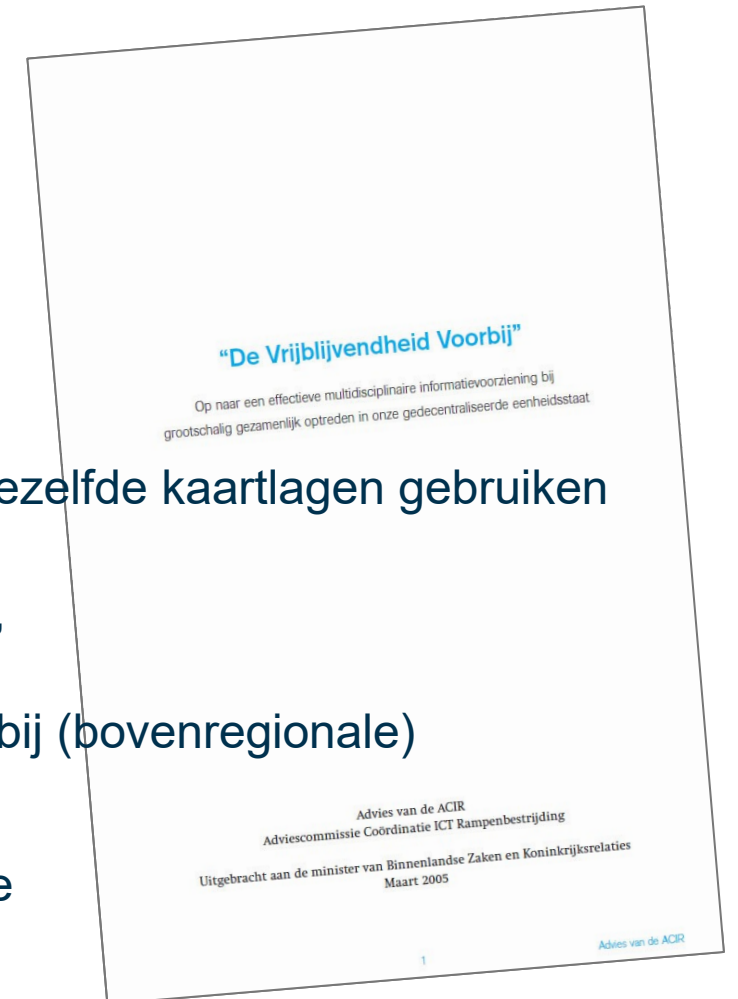 “De Vrijblijvendheid Voorbij”
Op naar een effectieve multidisciplinaire informatievoorziening bij
grootschalig gezamenlijk optreden in onze gedecentraliseerde eenheidsstaat
ezelfde kaartlagen gebruiken
,
bij (bovenregionale)
e
Advies van de ACIR
Adviescommissie Coördinatie ICT Rampenbestrijding
Uitgebracht aan de minister van Binnenlandse Zaken en Koninkrijksrelaties
Maart 2005
1
Advies van de ACIR